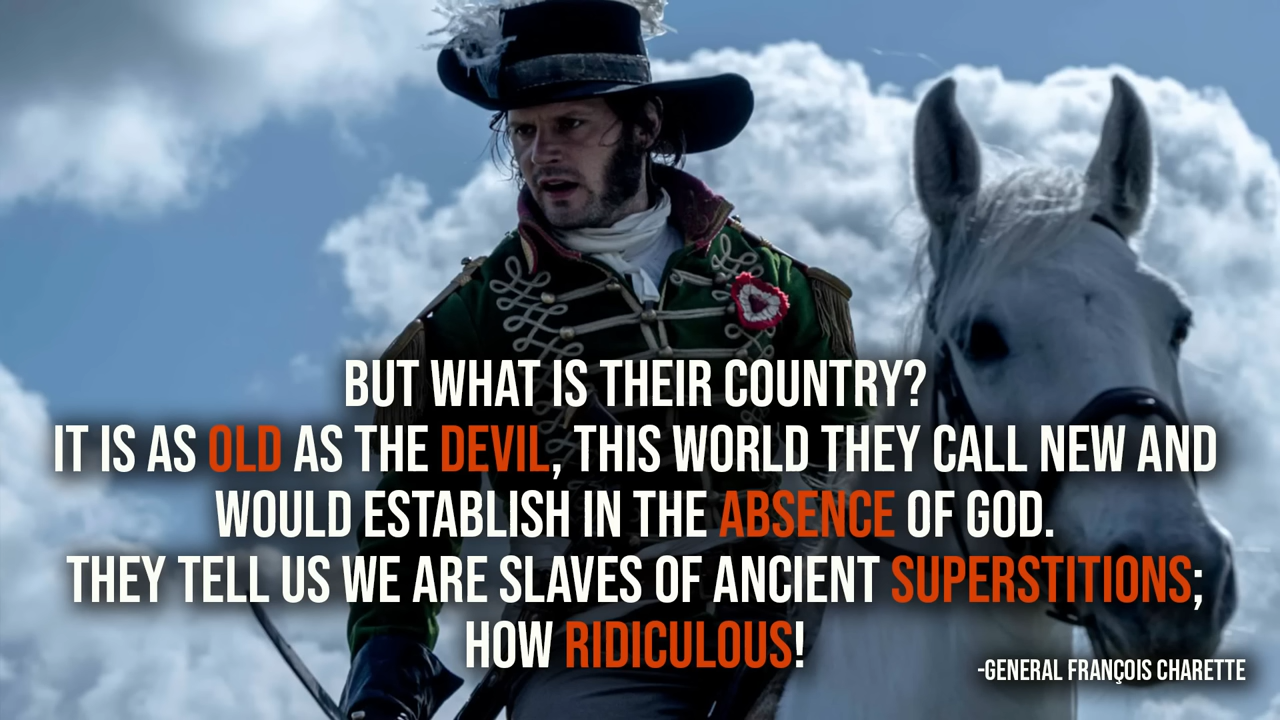 BUT WHAT IS THEIR COUNTRY?
IT IS AS OLD AS THE DEVIL, THIS WORLD THEY CALL NEW AND
WOULD ESTABLISH IN THE ABSENCE OF GOD.
THEY TELL US WE ARE SLAVES OF ANCIENT SUPERSTITIONS;
HOW RIDICULOUS!
-GENERAL FRANÇOIS CHARETTE